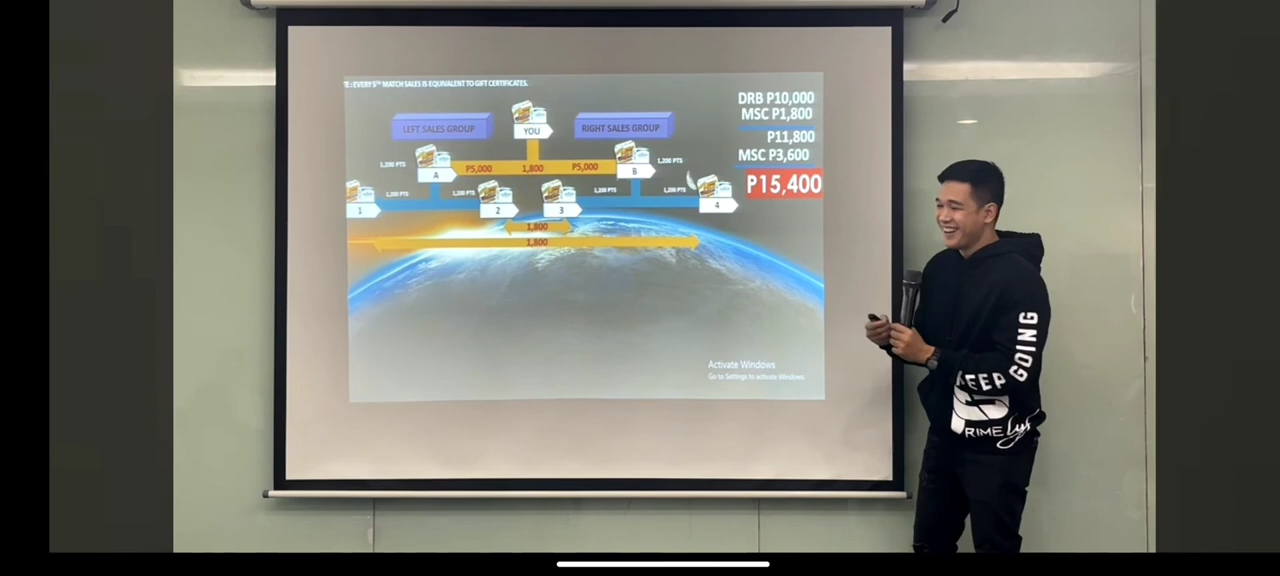 TE : EVERY 5TH MATCH SALES IS EQUIVALENT TO GIFT CERTIFICATES.
LEFT SALES GROUP
YOU
RIGHT SALES GROUP
DRB P10,000
MSC P1,800
P11,800
MSC P3,600
P15,400
1,200 PTS
A
P5,000
1,800
P5,000
B
1,200 PTS
1
1,200 PTS
1,200 PTS
2
3
1,200 PTS
1,200 PTS
4
1,800
1,800
Activate Windows
Go to Settings to activate Windows.
KEEP GOING
PRIME Lyf